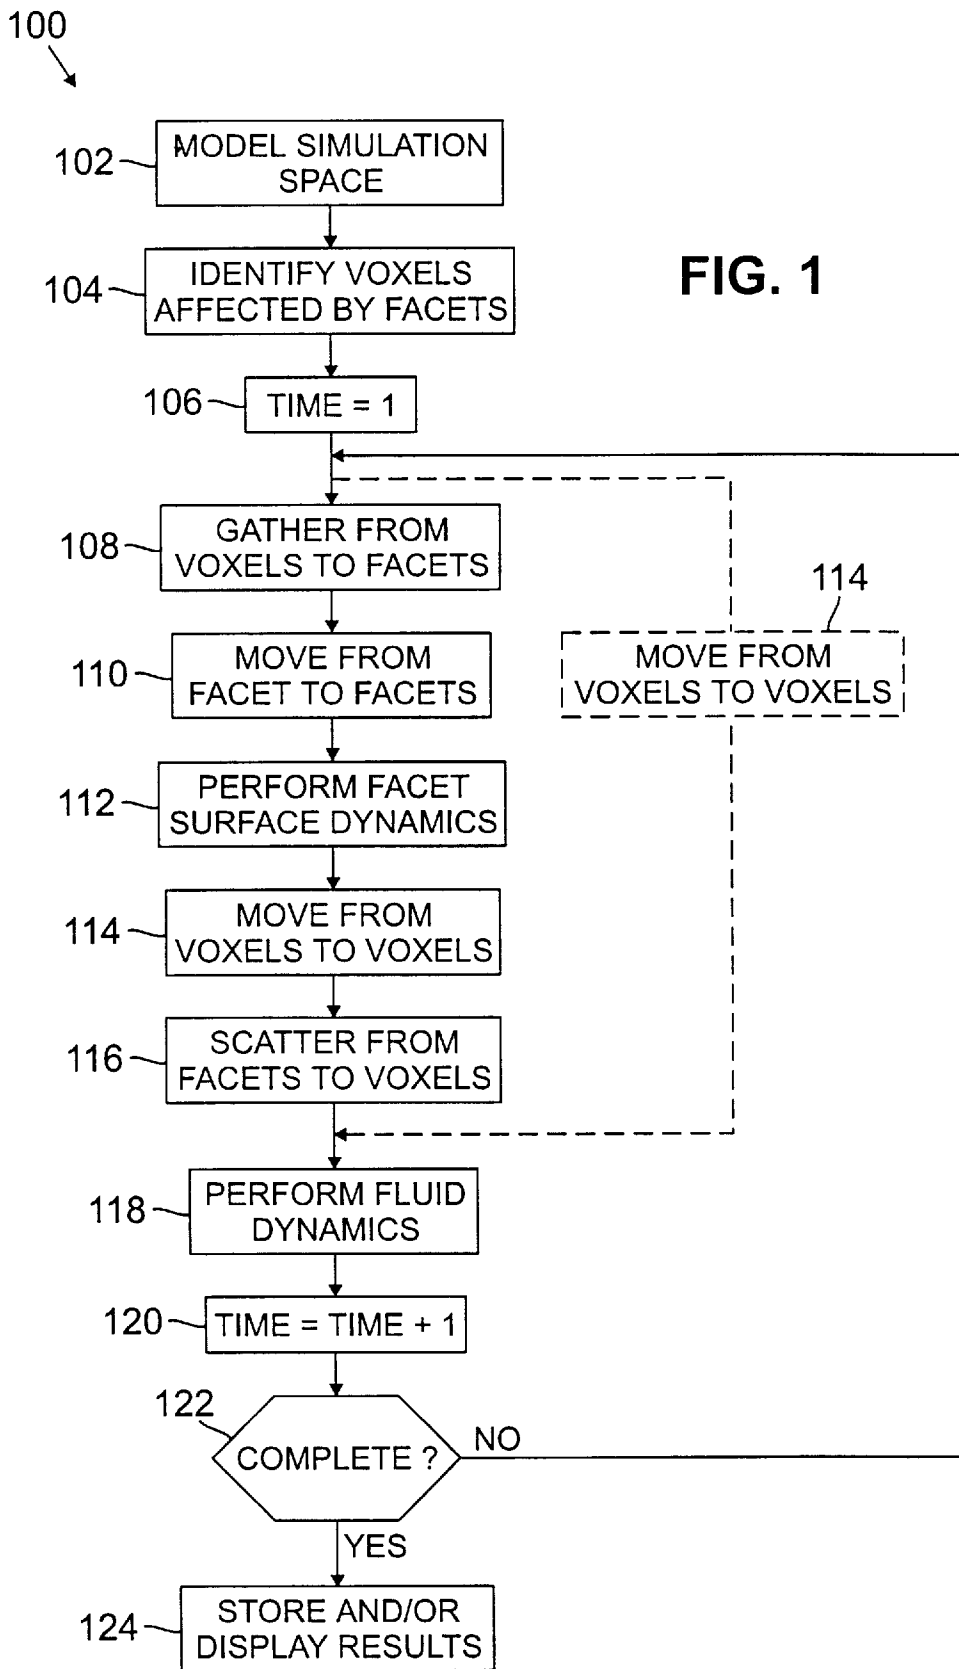 100
102
MODEL SIMULATION
SPACE
104
IDENTIFY VOXELS
AFFECTED BY FACETS
FIG. 1
106
TIME = 1
108
GATHER FROM
VOXELS TO FACETS
110
MOVE FROM
FACET TO FACETS
114
MOVE FROM
VOXELS TO VOXELS
112
PERFORM FACET
SURFACE DYNAMICS
114
MOVE FROM
VOXELS TO VOXELS
116
SCATTER FROM
FACETS TO VOXELS
118
PERFORM FLUID
DYNAMICS
120
TIME = TIME + 1
122
COMPLETE ?
NO
YES
124
STORE AND/OR
DISPLAY RESULTS